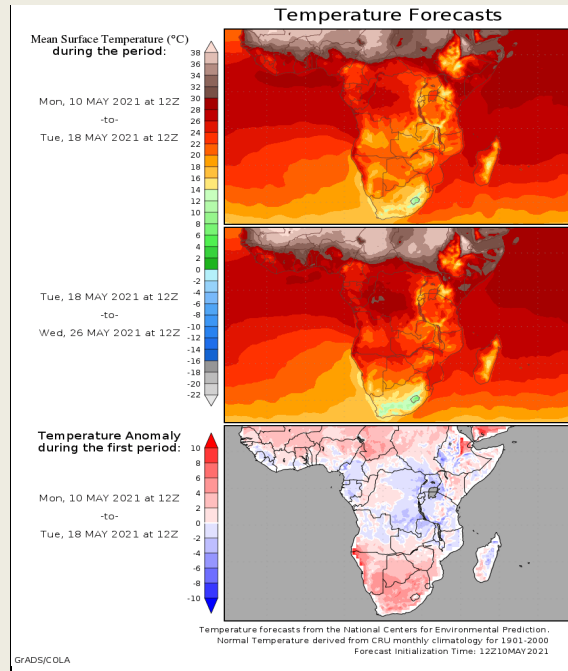 Temperature Forecasts
Mean Surface Temperature (°C)
during the period:
Mon, 10 MAY 2021 at 12Z
-to-
Tue, 18 MAY 2021 at 12Z
38
36
34
32
30
28
26
24
22
20
18
16
14
12
10
8
6
4
2
0
-2
-4
-6
-8
-10
-12
-14
-16
-18
-20
-22
Tue, 18 MAY 2021 at 12Z
-to-
Wed, 26 MAY 2021 at 12Z
Temperature Anomaly
during the first period:
Mon, 10 MAY 2021 at 12Z
-to-
Tue, 18 MAY 2021 at 12Z
10
8
6
4
2
0
-2
-4
-6
-8
-10
Temperature forecasts from the National Centers for Environmental Prediction.
Normal Temperature derived from CRU monthly climatology for 1901-2000
Forecast Initialization Time: 12Z10MAY2021
GrADS/COLA